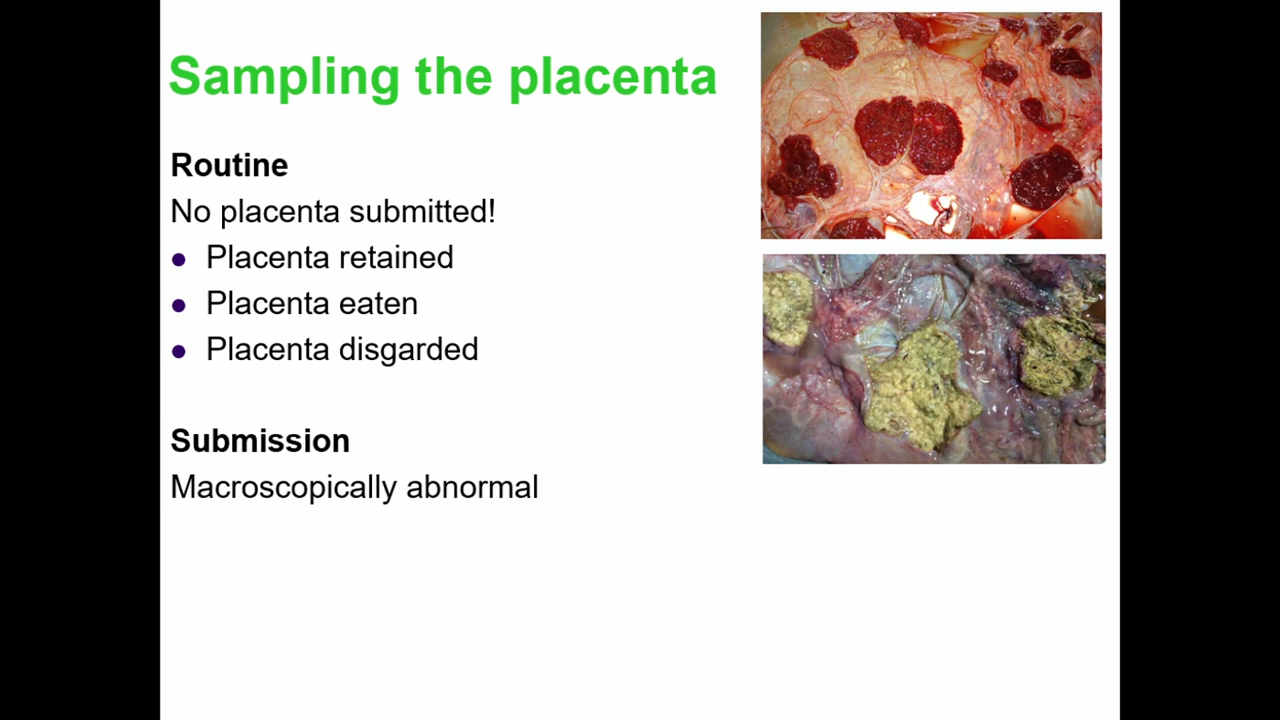 Sampling the placenta
Routine
No placenta submitted!
● Placenta retained
● Placenta eaten
● Placenta disgarded
Submission
Macroscopically abnormal